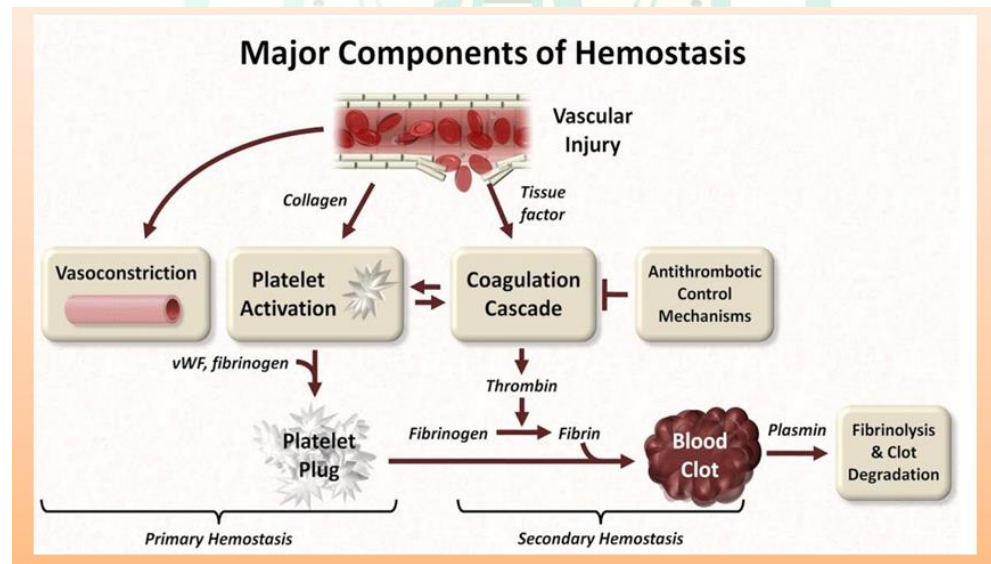 Major Components of Hemostasis
Vascular
Injury
Collagen
Tissue
factor
Vasoconstriction
Platelet
Activation
Coagulation
Cascade
Antithrombotic
Control
Mechanisms
vWF, fibrinogen
Thrombin
Platelet
Plug
Fibrinogen
Fibrin
Blood
Clot
Plasmin
Fibrinolysis
& Clot
Degradation
Primary Hemostasis
Secondary Hemostasis